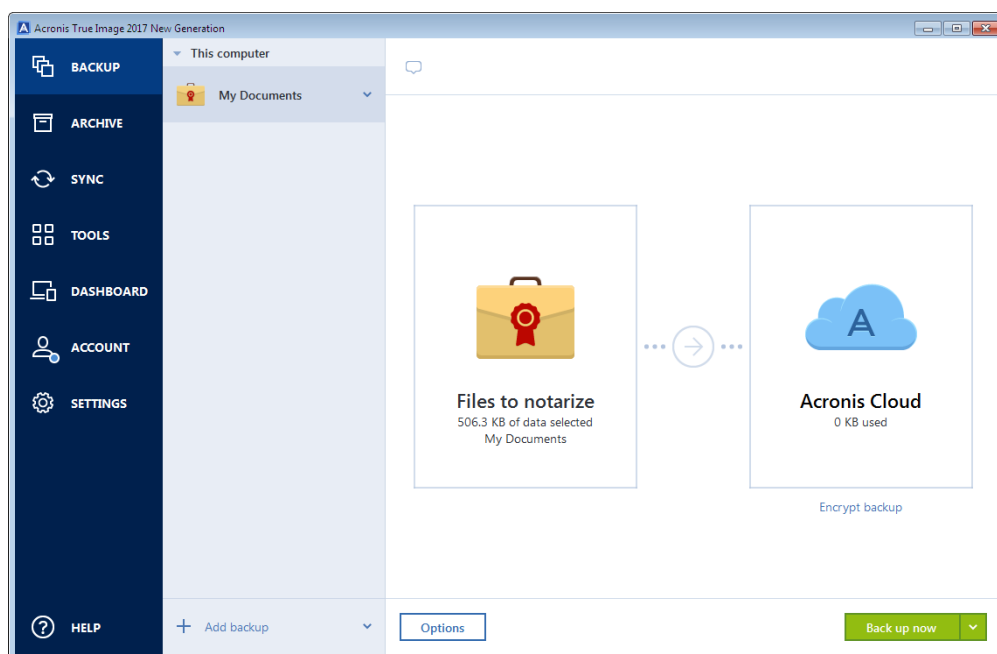 Acronis True Image 2017 New Generation
BACKUP
ARCHIVE
SYNC
TOOLS
DASHBOARD
ACCOUNT
SETTINGS
HELP
This computer
My Documents
Add backup
Files to notarize
506.3 KB of data selected
My Documents
Acronis Cloud
0 KB used
Encrypt backup
Options
Back up now